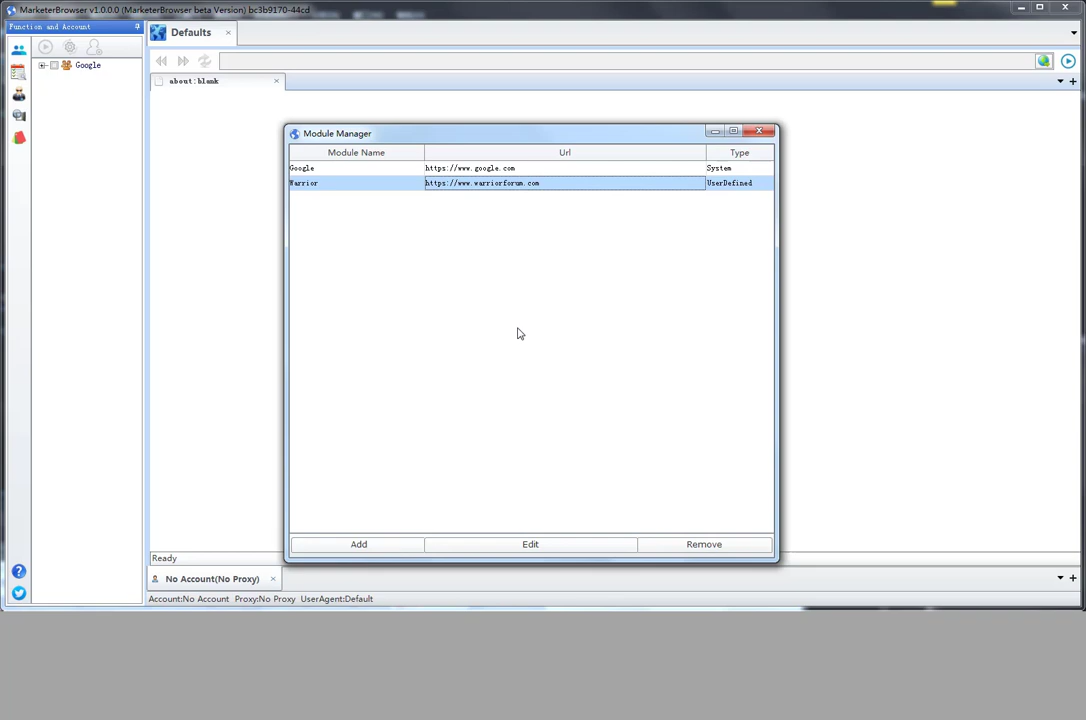 MarketerBrowser v1.0.0.0 (MarketerBrowser beta Version) bc3b9170-44cd
Function and Account
Defaults
Google
about:blank
Module Manager
Module Name Url Type
Google https://www.google.com System
Warrior https://www.warriorforum.com UserDefined
Add Edit Remove
Ready
No Account(No Proxy)
Account:No Account Proxy:No Proxy UserAgent:Default